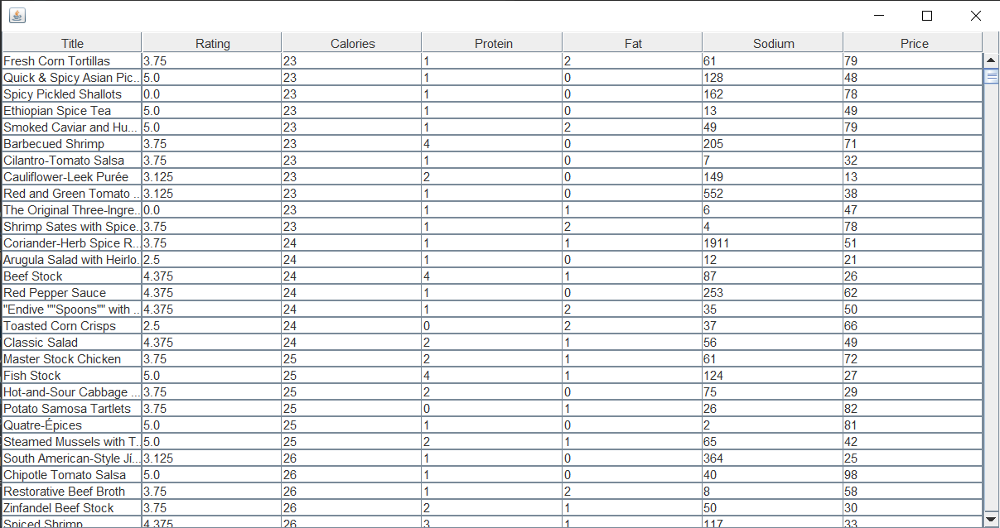 Title Rating Calories Protein Fat Sodium Price
Fresh Corn Tortillas 3.75 23 1 2 61 79
Quick & Spicy Asian Pic... 5.0 23 1 0 128 48
Spicy Pickled Shallots 0.0 23 1 0 162 78
Ethiopian Spice Tea 5.0 23 1 0 13 49
Smoked Caviar and Hu... 5.0 23 1 2 49 79
Barbecued Shrimp 3.75 23 4 0 205 71
Cilantro-Tomato Salsa 3.75 23 1 0 7 32
Cauliflower-Leek Purée 3.125 23 2 0 149 13
Red and Green Tomato ... 3.125 23 1 0 552 38
The Original Three-Ingre... 0.0 23 1 1 6 47
Shrimp Sates with Spice... 3.75 23 1 2 4 78
Coriander-Herb Spice R... 3.75 24 1 1 1911 51
Arugula Salad with Heirlo... 2.5 24 1 0 12 21
Beef Stock 4.375 24 4 1 87 26
Red Pepper Sauce 4.375 24 1 0 253 62
"Endive ""Spoons"" with ... 4.375 24 1 2 35 50
Toasted Corn Crisps 2.5 24 0 2 37 66
Classic Salad 4.375 24 2 1 56 49
Master Stock Chicken 3.75 25 2 1 61 72
Fish Stock 5.0 25 4 1 124 27
Hot-and-Sour Cabbage ... 3.75 25 2 0 75 29
Potato Samosa Tartlets 3.75 25 0 1 26 82
Quatre-Épices 5.0 25 1 0 2 81
Steamed Mussels with T... 5.0 25 2 1 65 42
South American-Style Jí... 3.125 26 1 0 364 25
Chipotle Tomato Salsa 5.0 26 1 0 40 98
Restorative Beef Broth 3.75 26 1 2 8 58
Zinfandel Beef Stock 3.75 26 2 1 50 30
Spiced Shrimp 4.375 26 3 1 117 33